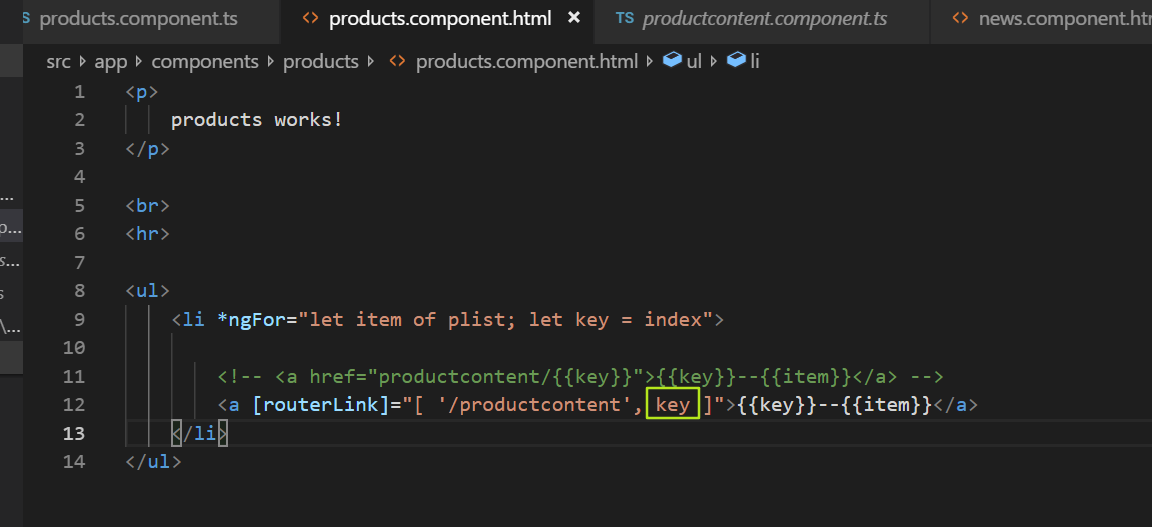 S products.component.ts <> products.component.html × TS productcontent.component.ts <> news.component.htm
src app components products <> products.component.html ul li
1 <p>
2 products works!
3 </p>
4
5 <br>
6 <hr>
7
8 <ul>
9 <li *ngFor="let item of plist; let key = index">
10
11 <!-- <a href="productcontent/{{key}}">{{key}}--{{item}}</a> -->
12 <a [routerLink]="[ '/productcontent', key ]">{{key}}--{{item}}</a>
13 </li>
14 </ul>
...
p...
s...
s
\...